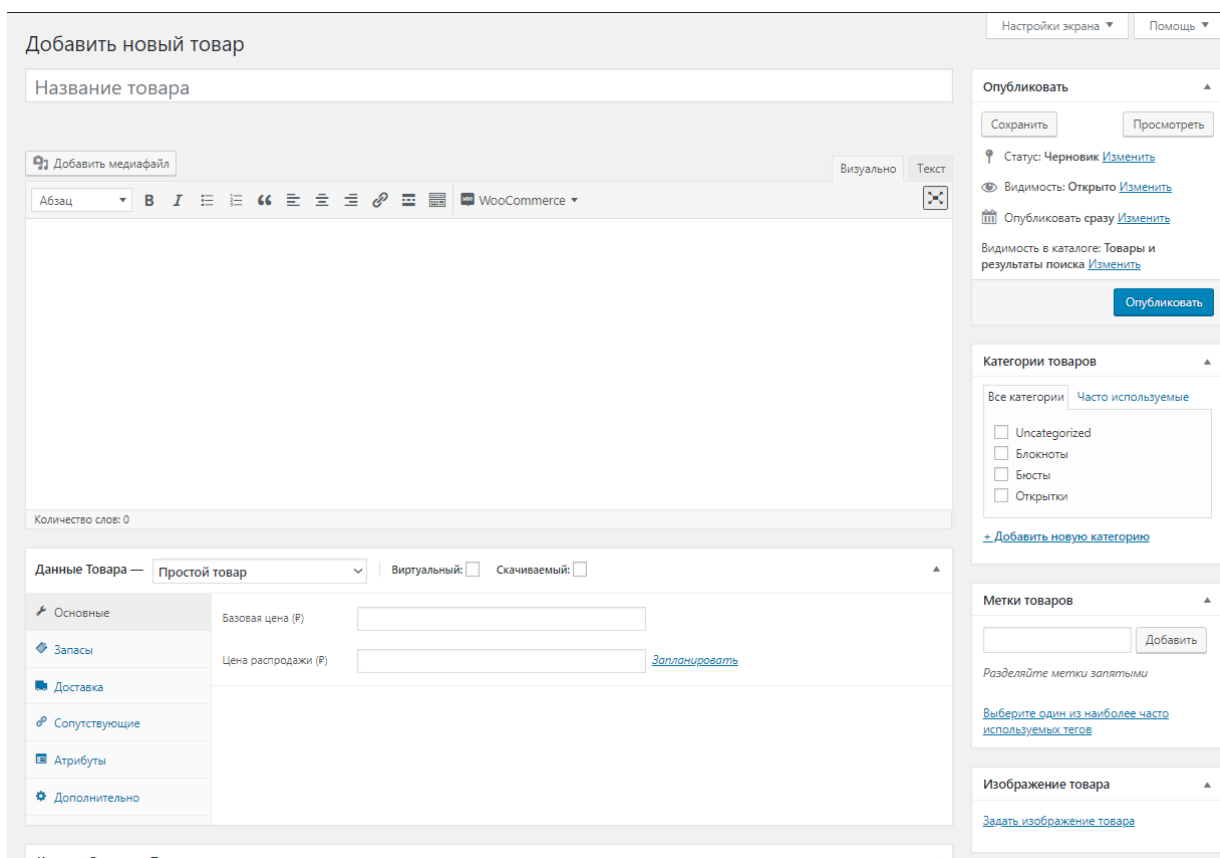 Настройки экрана ▼
Помощь ▼
Добавить новый товар
Название товара
Добавить медиафайл
Визуально
Текст
Абзац
B I
WooCommerce
Количество слов: 0
Данные Товара —
Простой товар
Виртуальный:
Скачиваемый:
Основные
Запасы
Доставка
Сопутствующие
Атрибуты
Дополнительно
Базовая цена (₽)
Цена распродажи (₽)
Запланировать
Опубликовать
Сохранить
Просмотреть
Статус: Черновик Изменить
Видимость: Открыто Изменить
Опубликовать сразу Изменить
Видимость в каталоге: Товары и
результаты поиска Изменить
Опубликовать
Категории товаров
Все категории
Часто используемые
Uncategorized
Блокноты
Бюсты
Открытки
+ Добавить новую категорию
Метки товаров
Добавить
Разделяйте метки запятыми
Выберите один из наиболее часто
используемых тегов
Изображение товара
Задать изображение товара